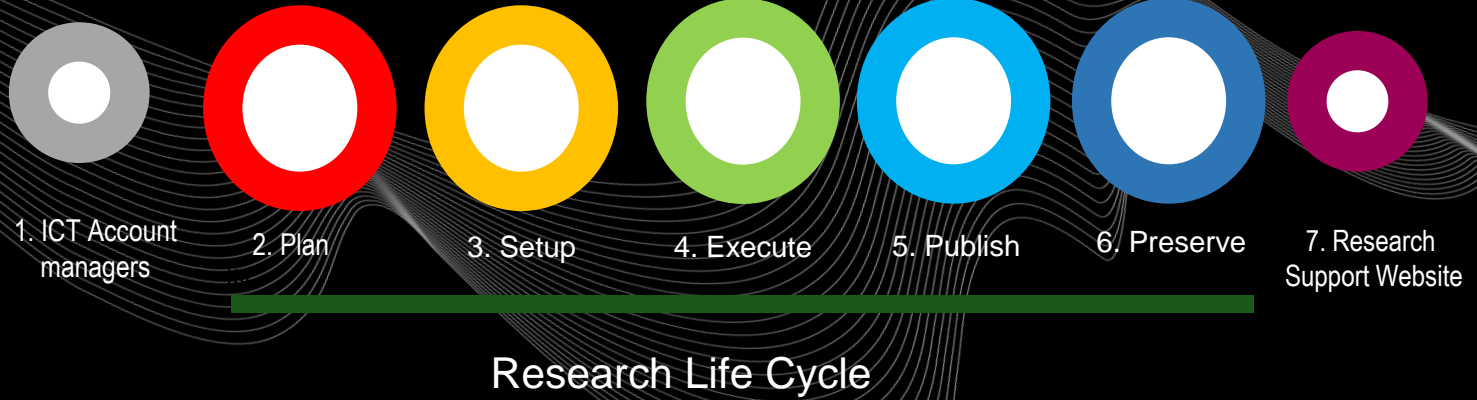 1. ICT Account
managers
2. Plan
3. Setup
4. Execute
5. Publish
6. Preserve
7. Research
Support Website
Research Life Cycle